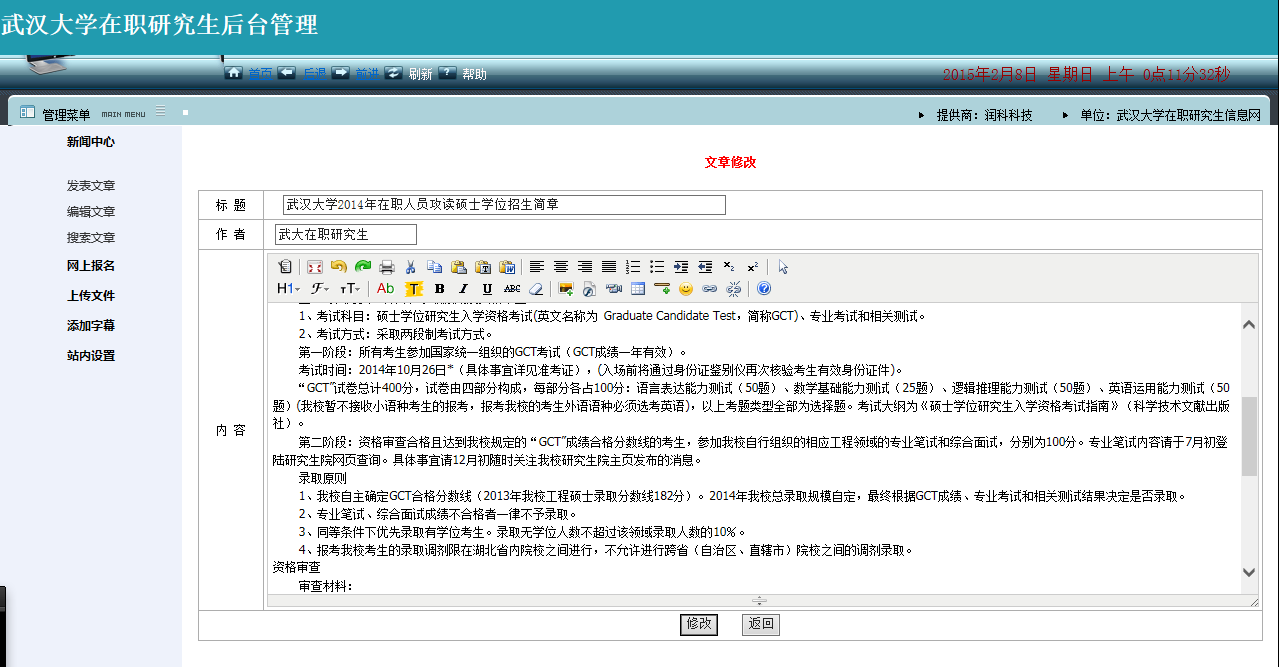 武汉大学在职研究生后台管理
首页 后退 前进 刷新 帮助
2015年2月8日 星期日 上午 0点11分32秒
管理菜单 MAIN MENU
提供商：润科科技 单位：武汉大学在职研究生信息网
新闻中心
发表文章
编辑文章
搜索文章
网上报名
上传文件
添加字幕
站内设置
文章修改
标 题 武汉大学2014年在职人员攻读硕士学位招生简章
作 者 武大在职研究生
内 容
1、考试科目：硕士学位研究生入学资格考试(英文名称为 Graduate Candidate Test，简称GCT)、专业考试和相关测试。
2、考试方式：采取两段制考试方式。
第一阶段：所有考生参加国家统一组织的GCT考试（GCT成绩一年有效）。
考试时间：2014年10月26日*（具体事宜详见准考证），(入场前将通过身份证鉴别仪再次核验考生有效身份证件)。
“GCT”试卷总计400分，试卷由四部分构成，每部分各占100分：语言表达能力测试（50题）、数学基础能力测试（25题）、逻辑推理能力测试（50题）、英语运用能力测试（50
题）(我校暂不接收小语种考生的报考，报考我校的考生外语语种必须选考英语)，以上考题类型全部为选择题。考试大纲为《硕士学位研究生入学资格考试指南》（科学技术文献出版
社）。
第二阶段：资格审查合格且达到我校规定的“GCT”成绩合格分数线的考生，参加我校自行组织的相应工程领域的专业笔试和综合面试，分别为100分。专业笔试内容请于7月初登
陆研究生院网页查询。具体事宜请12月初随时关注我校研究生院主页发布的消息。
录取原则
1、我校自主确定GCT合格分数线（2013年我校工程硕士录取分数线182分）。2014年我校总录取规模自定，最终根据GCT成绩、专业考试和相关测试结果决定是否录取。
2、专业笔试、综合面试成绩不合格者一律不予录取。
3、同等条件下优先录取有学位考生。录取无学位人数不超过该领域录取人数的10%。
4、报考我校考生的录取调剂限在湖北省内院校之间进行，不允许进行跨省（自治区、直辖市）院校之间的调剂录取。
资格审查
审查材料：
修改 返回